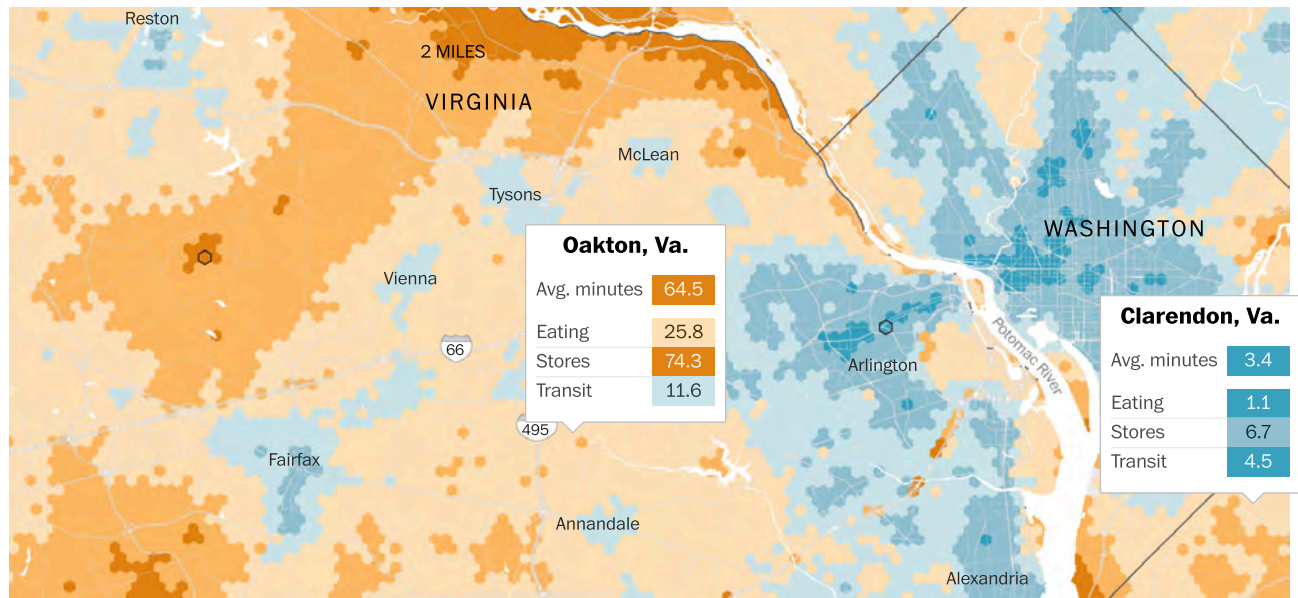 Reston
2 MILES
VIRGINIA
McLean
Tysons
WASHINGTON
Oakton, Va.
Avg. minutes 64.5
Eating 25.8
Stores 74.3
Transit 11.6
Vienna
66
495
Arlington
Potomac River
Clarendon, Va.
Avg. minutes 3.4
Eating 1.1
Stores 6.7
Transit 4.5
Fairfax
Annandale
Alexandria